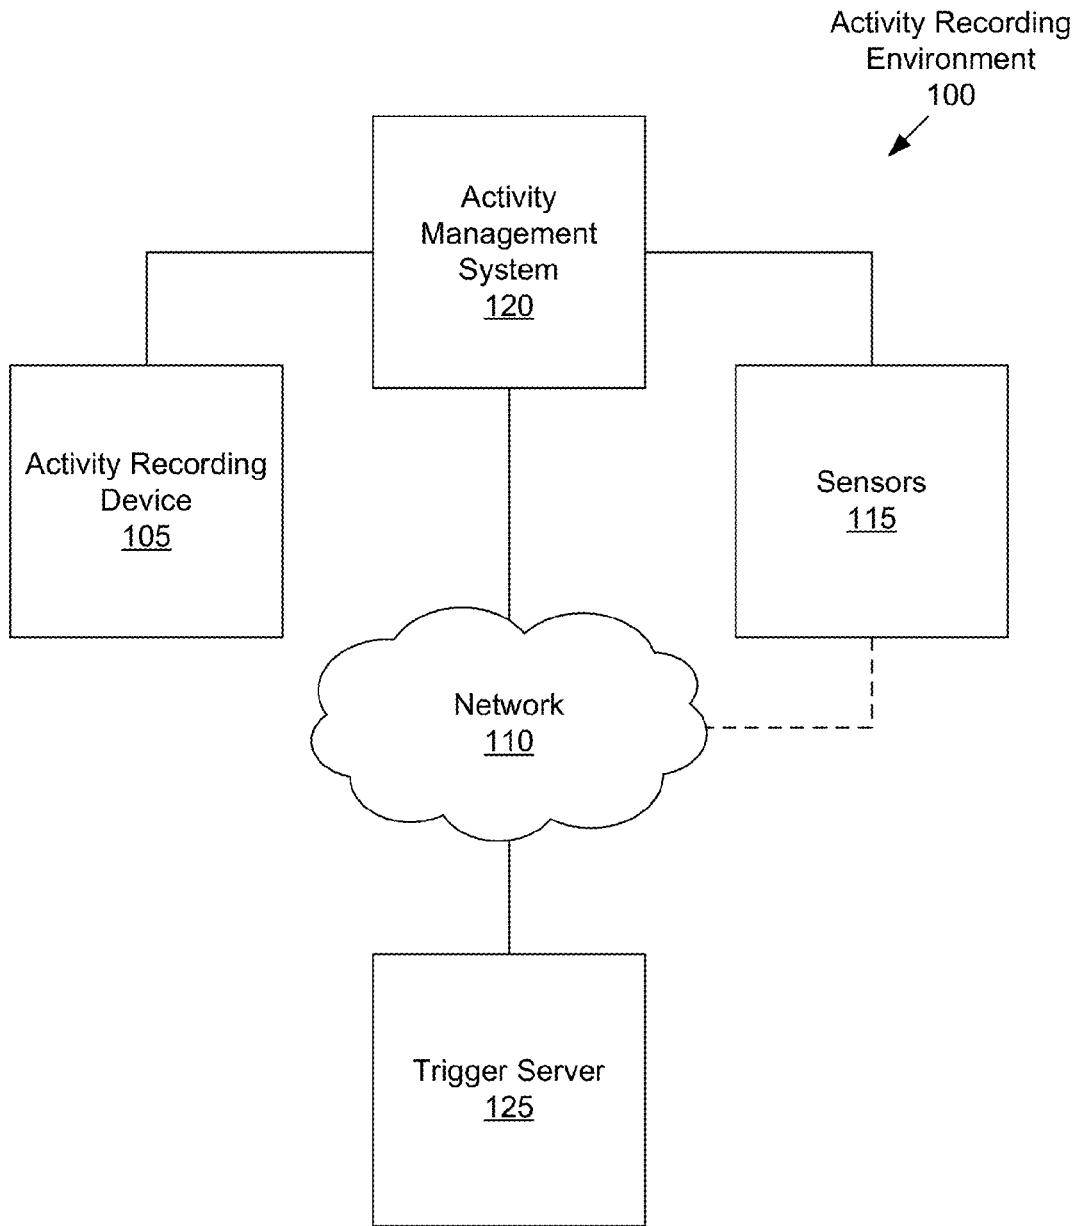 Activity Recording
Environment
100
Activity
Management
System
120
Activity Recording
Device
105
Sensors
115
Network
110
Trigger Server
125